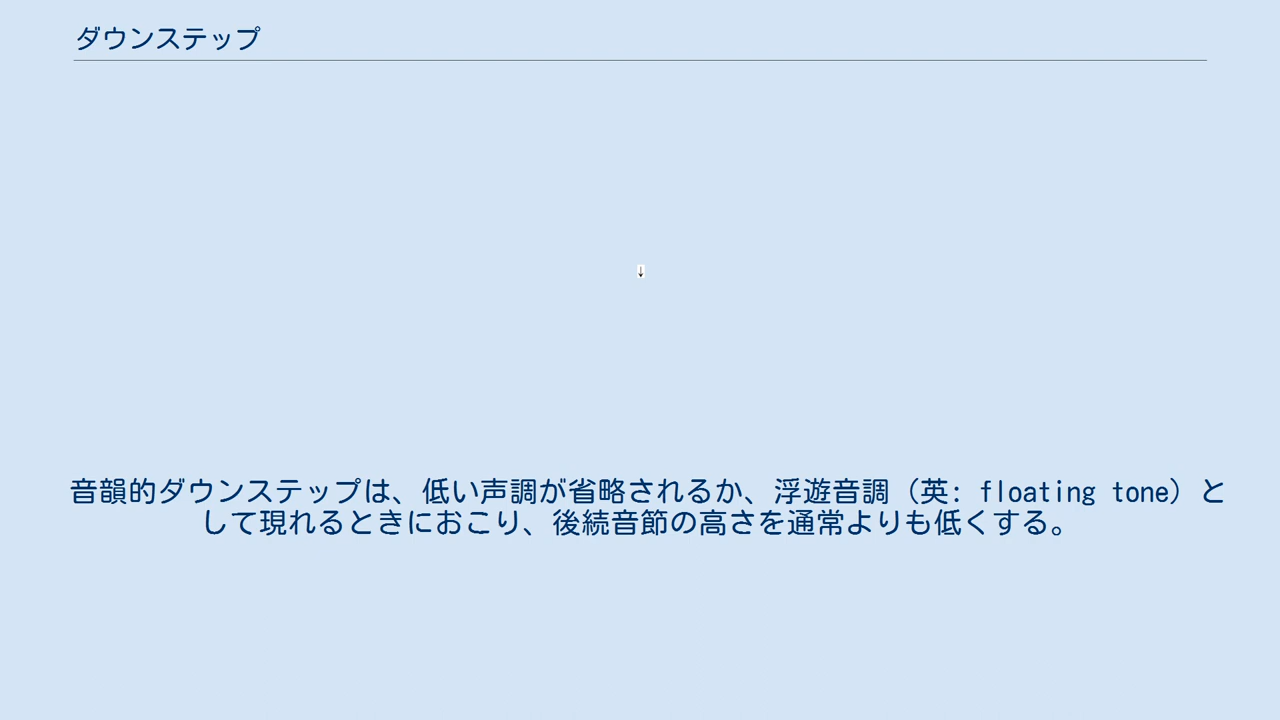 ダウンステップ
↓
音韻的ダウンステップは、低い声調が省略されるか、浮遊音調（英: floating tone）と
して現れるときにおこり、後続音節の高さを通常よりも低くする。